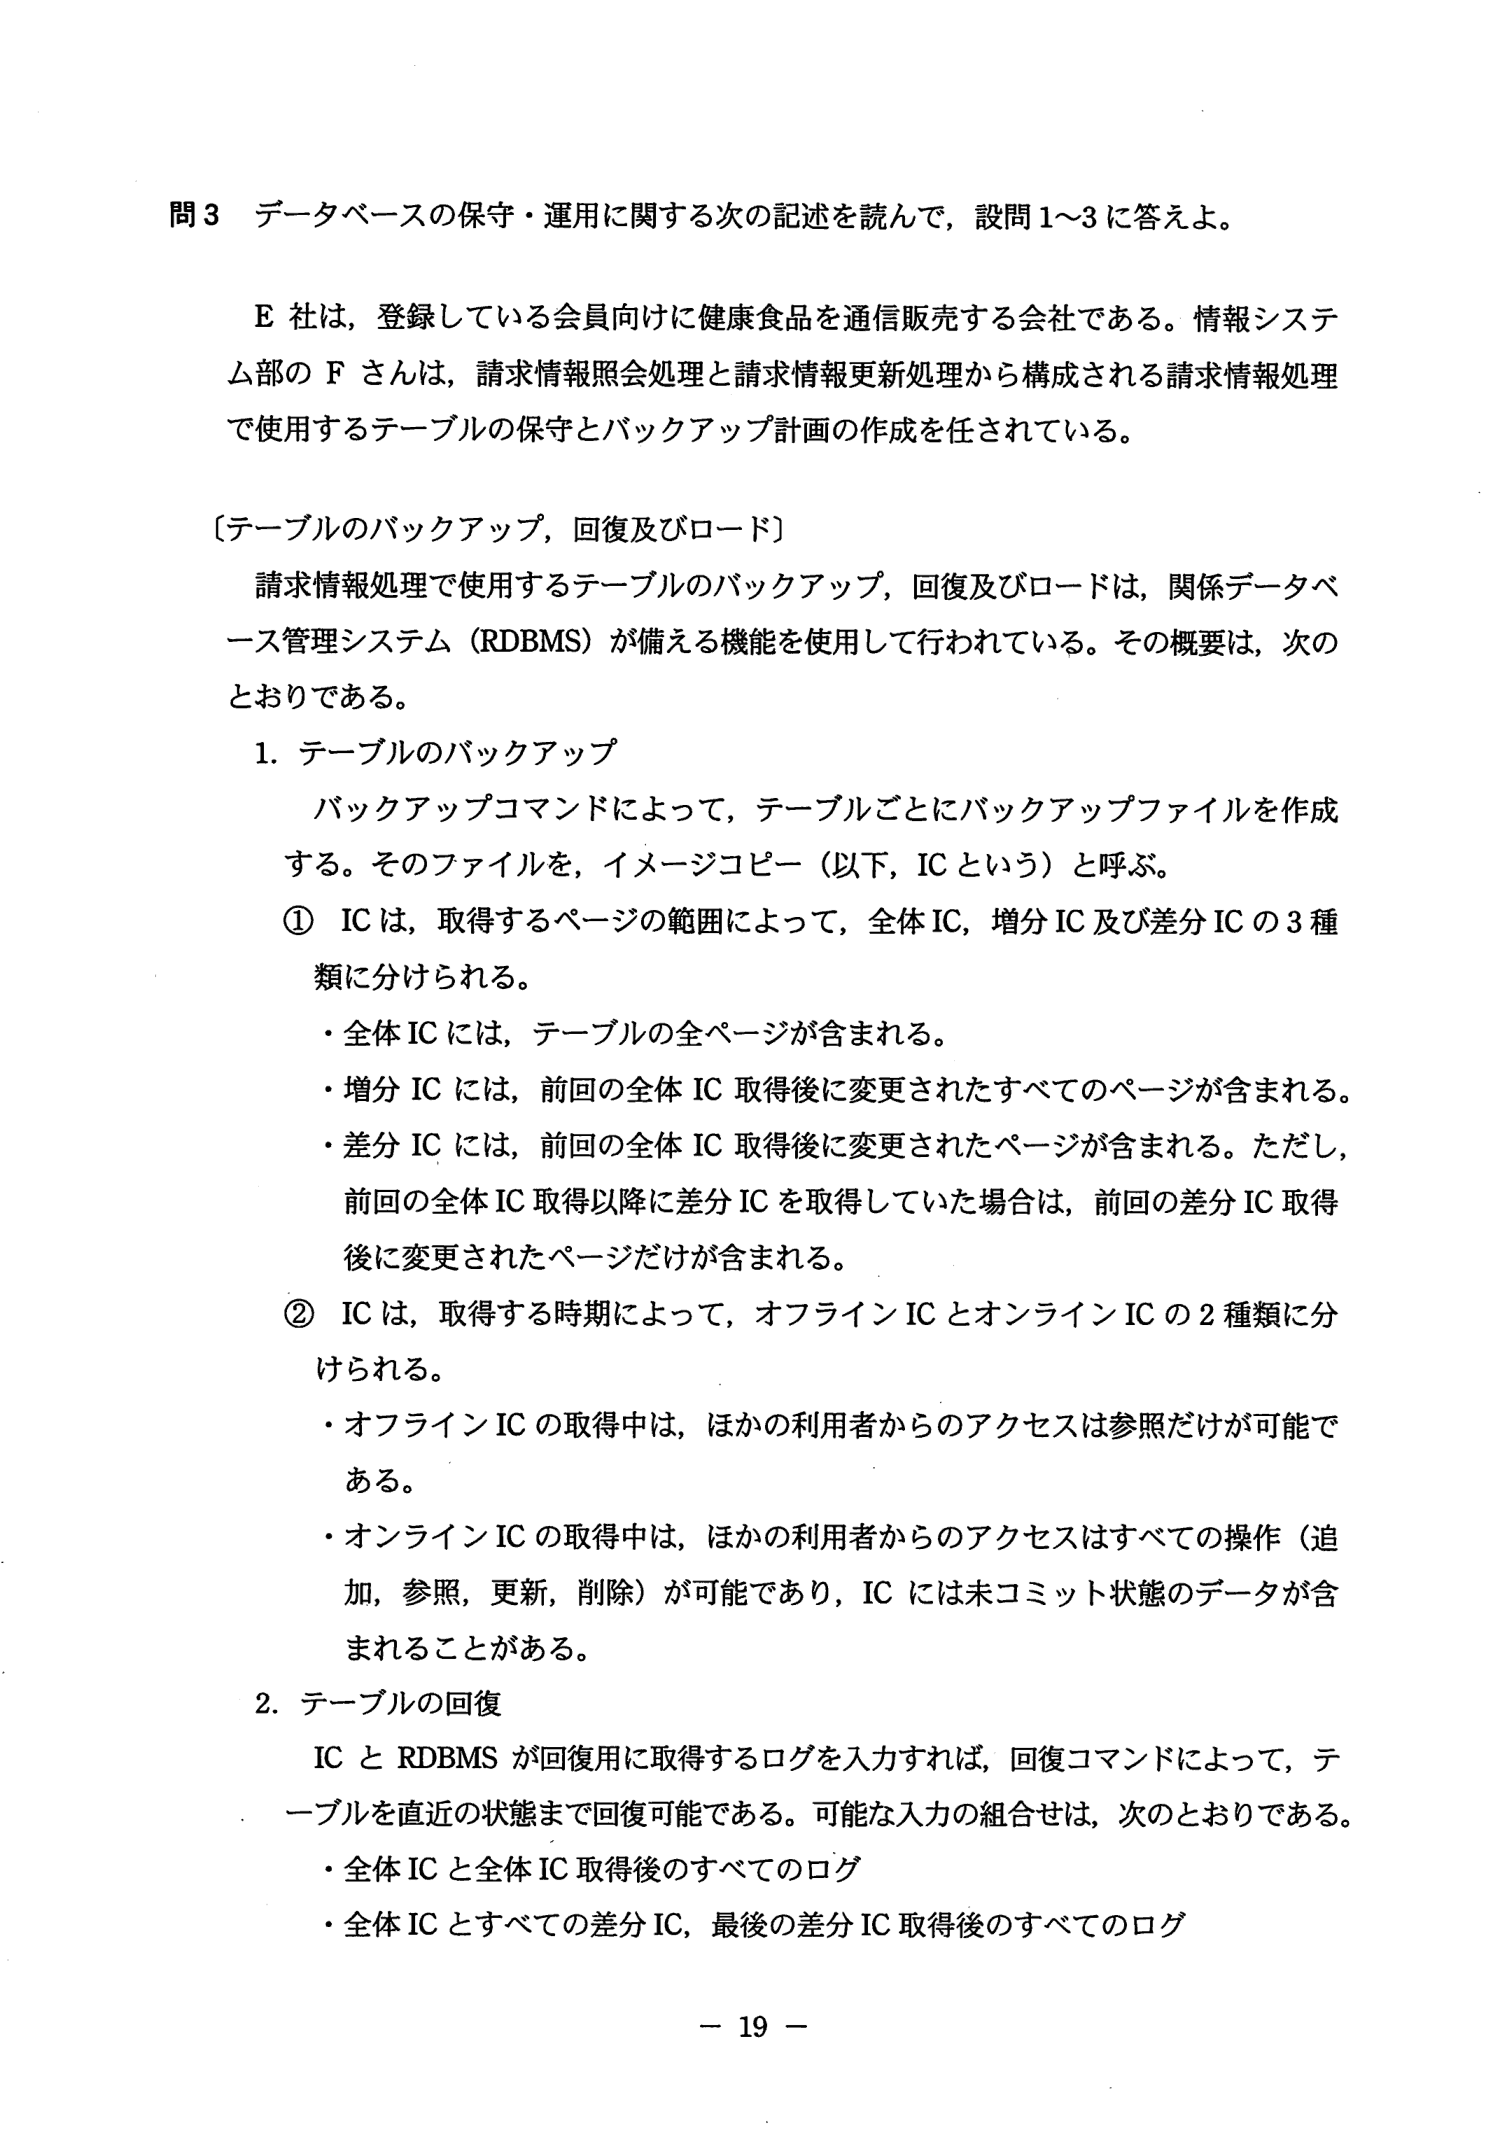 問3 データベースの保守・運用に関する次の記述を読んで，設問1～3に答えよ。
E 社は，登録している会員向けに健康食品を通信販売する会社である。情報システ
ム部の F さんは，請求情報照会処理と請求情報更新処理から構成される請求情報処理
で使用するテーブルの保守とバックアップ計画の作成を任されている。
〔テーブルのバックアップ，回復及びロード〕
請求情報処理で使用するテーブルのバックアップ，回復及びロードは，関係データベ
ース管理システム（RDBMS）が備える機能を使用して行われている。その概要は，次の
とおりである。
1. テーブルのバックアップ
バックアップコマンドによって，テーブルごとにバックアップファイルを作成
する。そのファイルを，イメージコピー（以下，IC という）と呼ぶ。
① IC は，取得するページの範囲によって，全体 IC，増分 IC 及び差分 IC の 3 種
類に分けられる。
・全体 IC には，テーブルの全ページが含まれる。
・増分 IC には，前回の全体 IC 取得後に変更されたすべてのページが含まれる。
・差分 IC には，前回の全体 IC 取得後に変更されたページが含まれる。ただし，
前回の全体 IC 取得以降に差分 IC を取得していた場合は，前回の差分 IC 取得
後に変更されたページだけが含まれる。
② IC は，取得する時期によって，オフライン IC とオンライン IC の 2 種類に分
けられる。
・オフライン IC の取得中は，ほかの利用者からのアクセスは参照だけが可能で
ある。
・オンライン IC の取得中は，ほかの利用者からのアクセスはすべての操作（追
加，参照，更新，削除）が可能であり，IC には未コミット状態のデータが含
まれることがある。
2. テーブルの回復
IC と RDBMS が回復用に取得するログを入力すれば，回復コマンドによって，テ
ーブルを直近の状態まで回復可能である。可能な入力の組合せは，次のとおりである。
・全体 IC と全体 IC 取得後のすべてのログ
・全体 IC とすべての差分 IC，最後の差分 IC 取得後のすべてのログ
－ 19 －